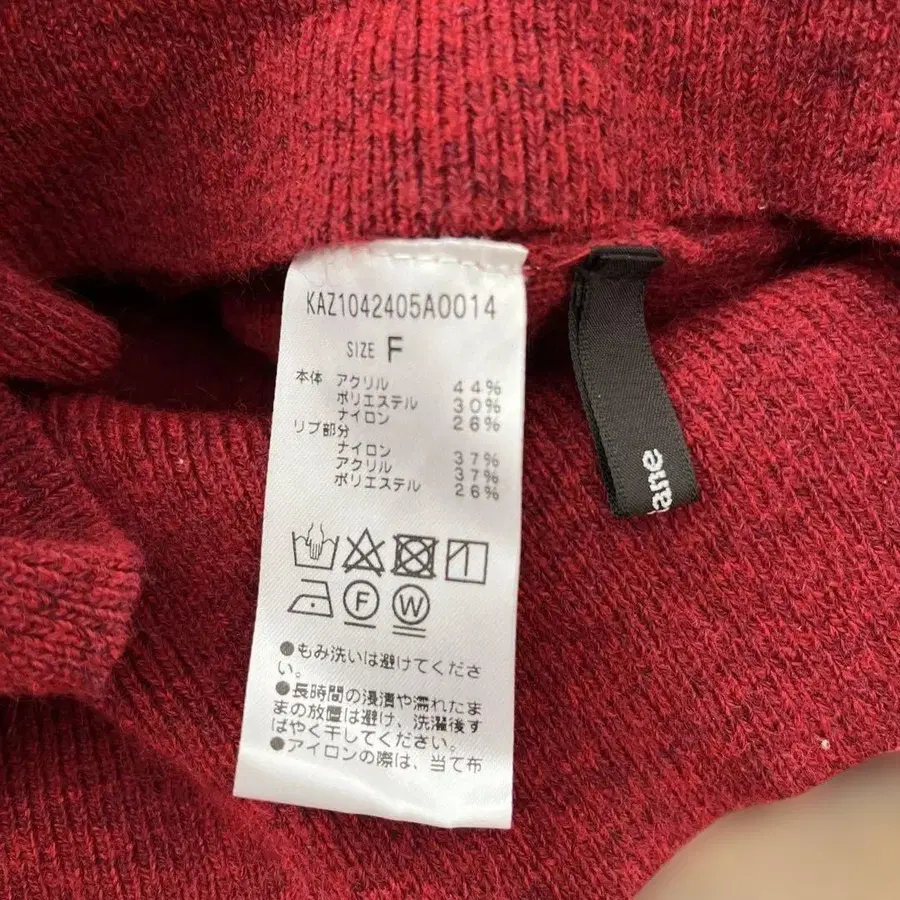 KAZ1042405A0014
SIZE F
本体 アクリル 44%
ポリエステル 30%
ナイロン 26%
リブ部分
ナイロン 37%
アクリル 37%
ポリエステル 26%
F W
●もみ洗いは避けてくださ
い。
●長時間の浸漬や濡れたま
まの放置は避け、洗濯後す
ばやく干してください。
●アイロンの際は、当て布
ane